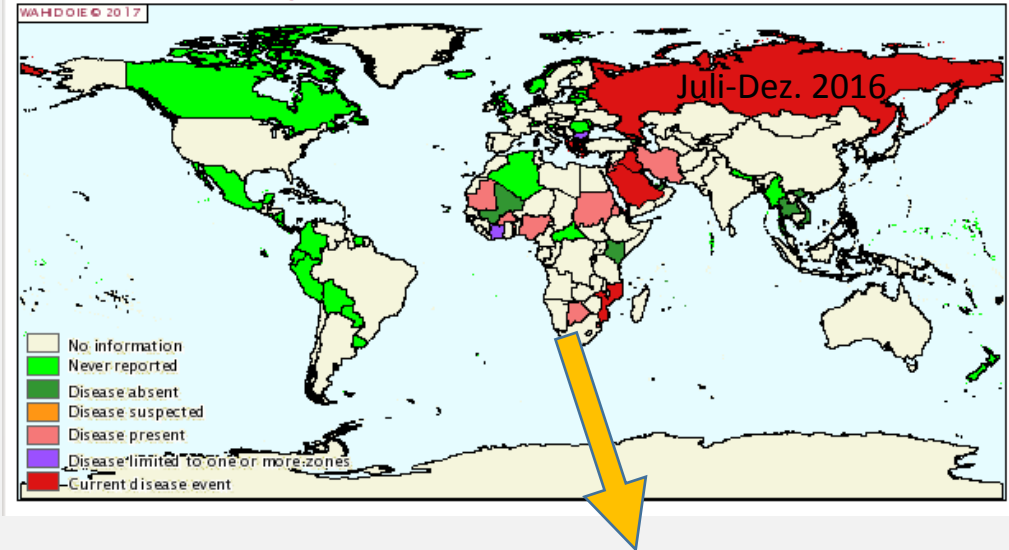 WAHIDOIE © 2017
Juli-Dez. 2016
No information
Never reported
Disease absent
Disease suspected
Disease present
Disease limited to one or more zones
Current disease event